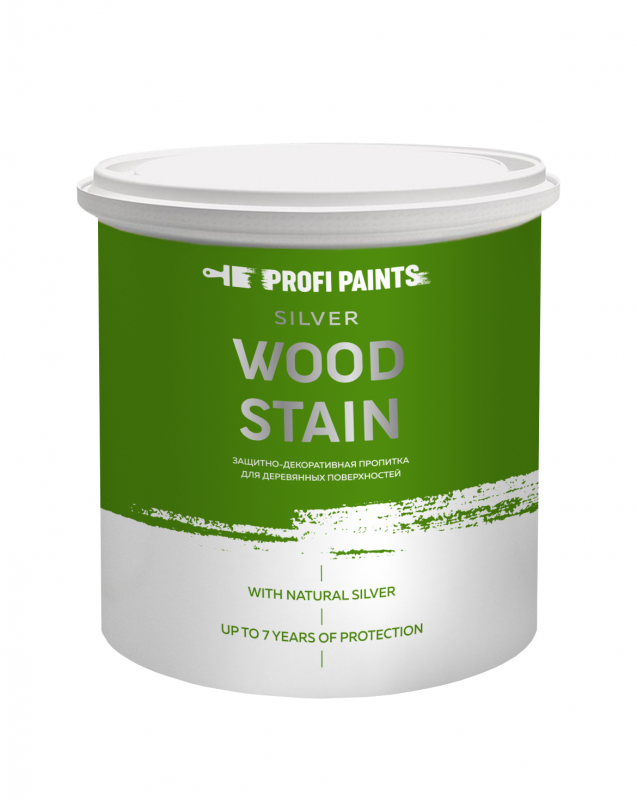 PROFI PAINTS
SILVER
WOOD
STAIN
ЗАЩИТНО-ДЕКОРАТИВНАЯ ПРОПИТКА
ДЛЯ ДЕРЕВЯННЫХ ПОВЕРХНОСТЕЙ
WITH NATURAL SILVER
UP TO 7 YEARS OF PROTECTION